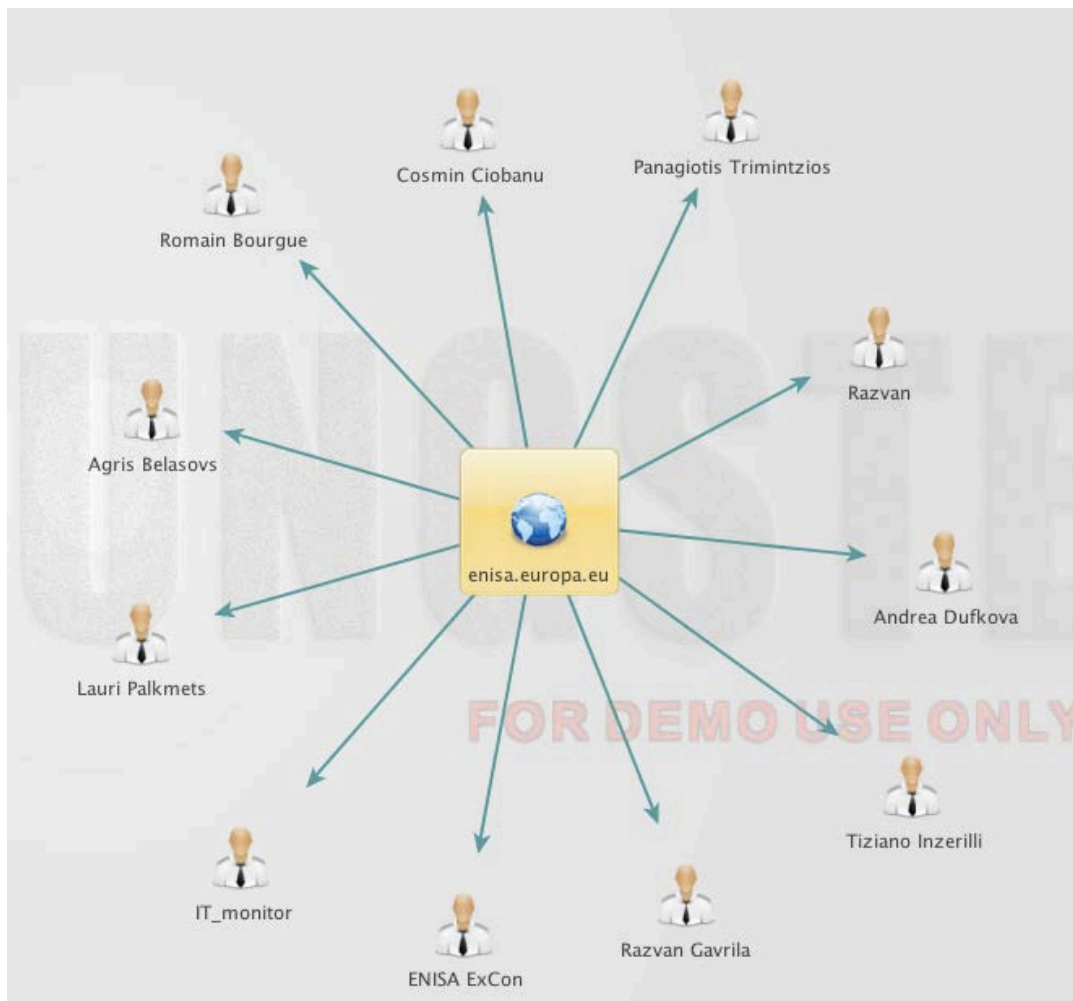 Cosmin Ciobanu
Panagiotis Trimintzios
Romain Bourgue
Razvan
Agris Belasovs
enisa.europa.eu
Andrea Dufkova
Lauri Palkmets
FOR DEMO USE ONLY
Tiziano Inzerilli
IT_monitor
Razvan Gavrila
ENISA ExCon